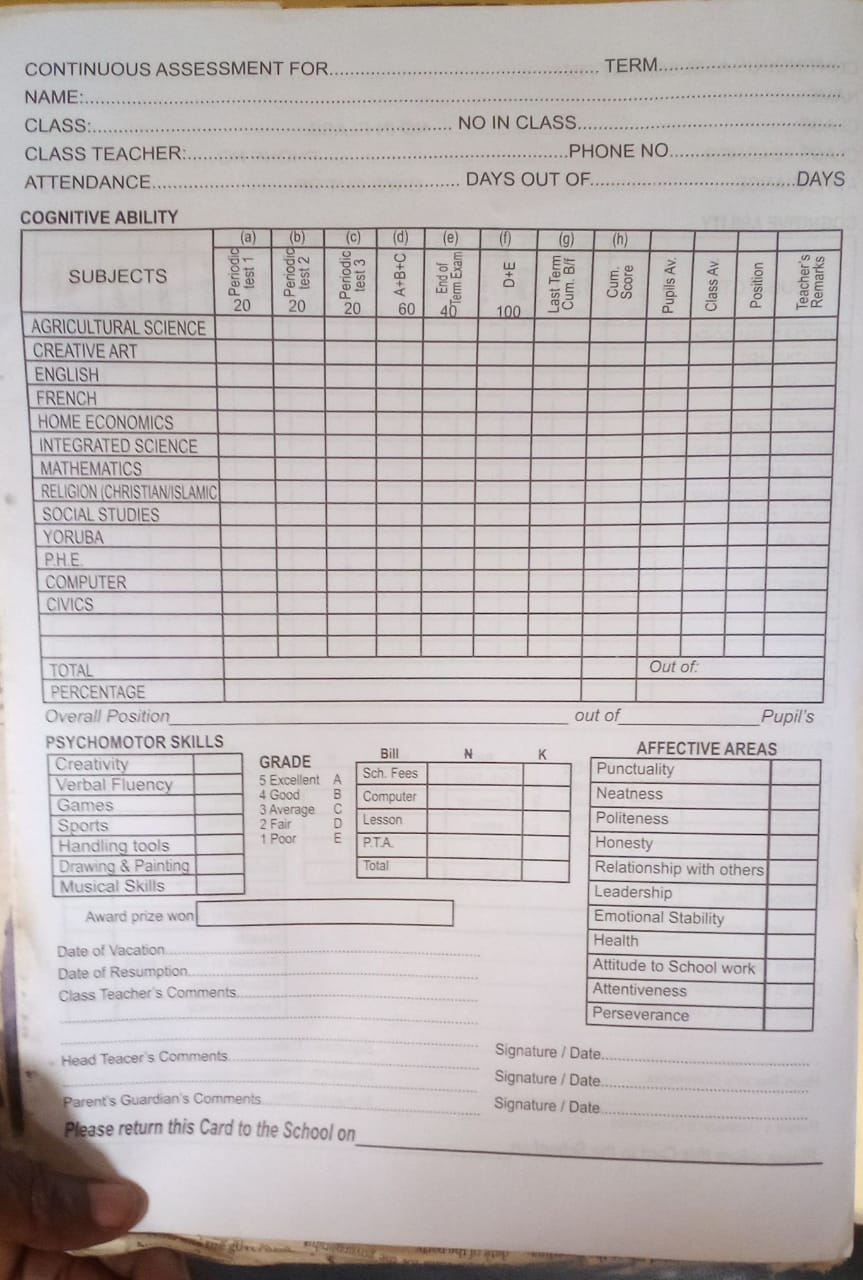 CONTINUOUS ASSESSMENT FOR.................... TERM....................
NAME:....................
CLASS:.................... NO IN CLASS....................
CLASS TEACHER:....................PHONE NO....................
ATTENDANCE.................... DAYS OUT OF....................DAYS
COGNITIVE ABILITY
(a) (b) (c) (d) (e) (f) (g) (h)
SUBJECTS Periodic test 1 Periodic test 2 Periodic test 3 A+B+C End of Term Exam D+E Last Term Cum. B/f Cum. Score Pupils Av. Class Av. Position Teacher's Remarks
20 20 20 60 40 100
AGRICULTURAL SCIENCE
CREATIVE ART
ENGLISH
FRENCH
HOME ECONOMICS
INTEGRATED SCIENCE
MATHEMATICS
RELIGION (CHRISTIAN/ISLAMIC
SOCIAL STUDIES
YORUBA
P.H.E.
COMPUTER
CIVICS
TOTAL Out of:
PERCENTAGE
Overall Position____________________ out of____________________Pupil's
PSYCHOMOTOR SKILLS
Creativity
Verbal Fluency
Games
Sports
Handling tools
Drawing & Painting
Musical Skills
GRADE
5 Excellent A
4 Good B
3 Average C
2 Fair D
1 Poor E
Bill N K
Sch. Fees
Computer
Lesson
P.T.A.
Total
AFFECTIVE AREAS
Punctuality
Neatness
Politeness
Honesty
Relationship with others
Leadership
Emotional Stability
Health
Attitude to School work
Attentiveness
Perseverance
Award prize won
Date of Vacation....................
Date of Resumption....................
Class Teacher's Comments....................
Head Teacer's Comments.................... Signature / Date....................
Signature / Date....................
Parent's Guardian's Comments.................... Signature / Date....................
Please return this Card to the School on____________________